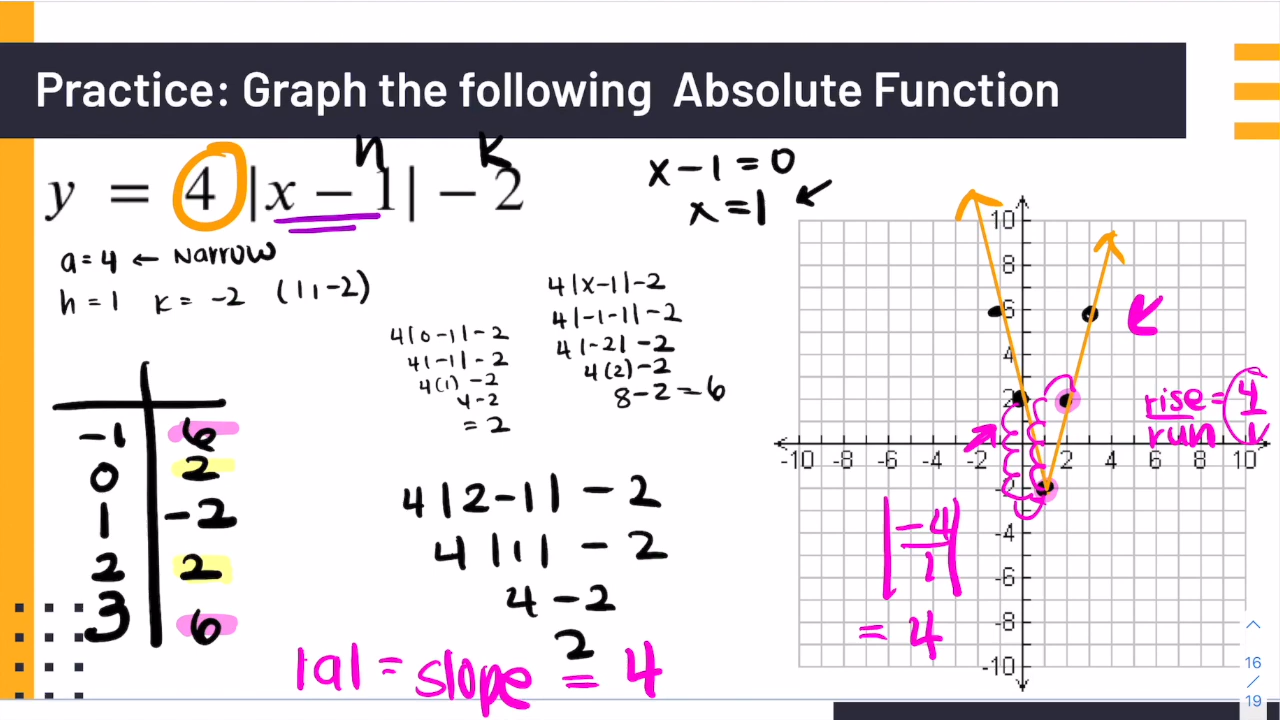 Practice: Graph the following Absolute Function
y = 4|x − 1| − 2
h
k
x-1=0
x=1
a=4 ← Narrow
h=1 k= -2 (1,-2)
4|0-1|-2
4|-1|-2
4(1) -2
4-2
= 2
4|x-1|-2
4|-1-1|-2
4|-2|-2
4(2)-2
8-2=6
-1 6
0 2
1 -2
2 2
3 6
4|2-1| -2
4|1| -2
4-2
2
|a| = slope = 4
10
8
6
4
2
-10 -8 -6 -4 -2 2 4 6 8 10
-2
-4
-6
-8
-10
rise = 4
run 1
|-4/1|
= 4
16
/
19